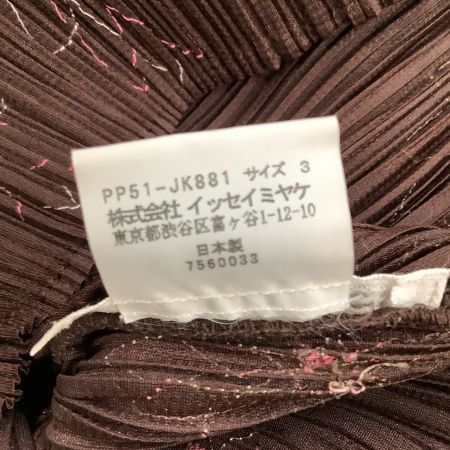 PP51-JK881 サイズ 3
株式会社 イッセイミヤケ
東京都渋谷区富ヶ谷1-12-10
日本製
7560033